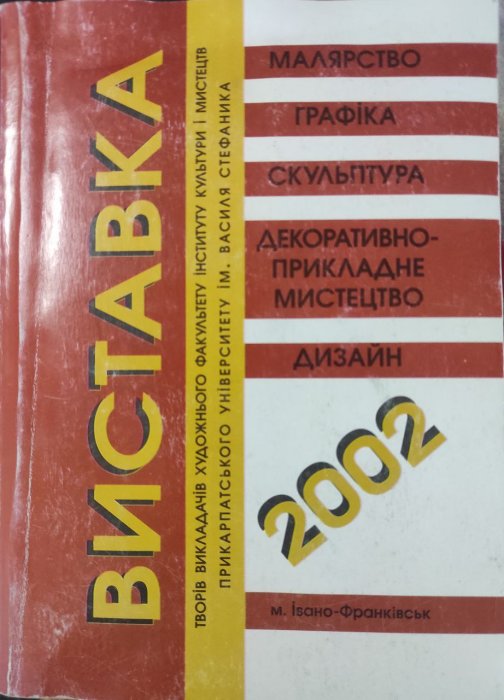 ВИСТАВКА
ТВОРІВ ВИКЛАДАЧІВ ХУДОЖНЬОГО ФАКУЛЬТЕТУ ІНСТИТУТУ КУЛЬТУРИ І МИСТЕЦТВ
ПРИКАРПАТСЬКОГО УНІВЕРСИТЕТУ ІМ. ВАСИЛЯ СТЕФАНИКА
МАЛЯРСТВО
ГРАФІКА
СКУЛЬПТУРА
ДЕКОРАТИВНО-
ПРИКЛАДНЕ
МИСТЕЦТВО
ДИЗАЙН
2002
м. Івано-Франківськ